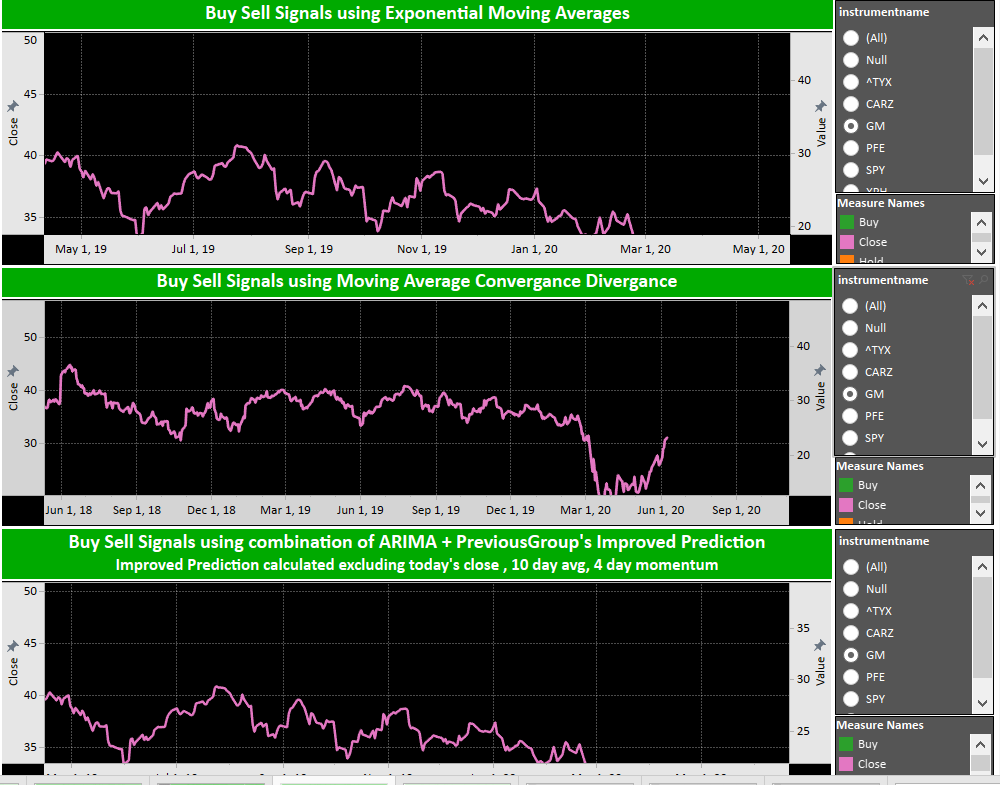 Buy Sell Signals using Exponential Moving Averages
50
45
40
35
Close
40
30
20
Value
May 1, 19
Jul 1, 19
Sep 1, 19
Nov 1, 19
Jan 1, 20
Mar 1, 20
May 1, 20
instrumentname
(All)
Null
^TYX
CARZ
GM
PFE
SPY
Measure Names
Buy
Close
Hold
Buy Sell Signals using Moving Average Convergance Divergance
50
40
30
Close
40
30
20
Value
Jun 1, 18
Sep 1, 18
Dec 1, 18
Mar 1, 19
Jun 1, 19
Sep 1, 19
Dec 1, 19
Mar 1, 20
Jun 1, 20
Sep 1, 20
instrumentname
(All)
Null
^TYX
CARZ
GM
PFE
SPY
Measure Names
Buy
Close
Buy Sell Signals using combination of ARIMA + PreviousGroup's Improved Prediction
Improved Prediction calculated excluding today's close , 10 day avg, 4 day momentum
50
45
40
35
Close
35
30
25
Value
instrumentname
(All)
Null
^TYX
CARZ
GM
PFE
SPY
Measure Names
Buy
Close